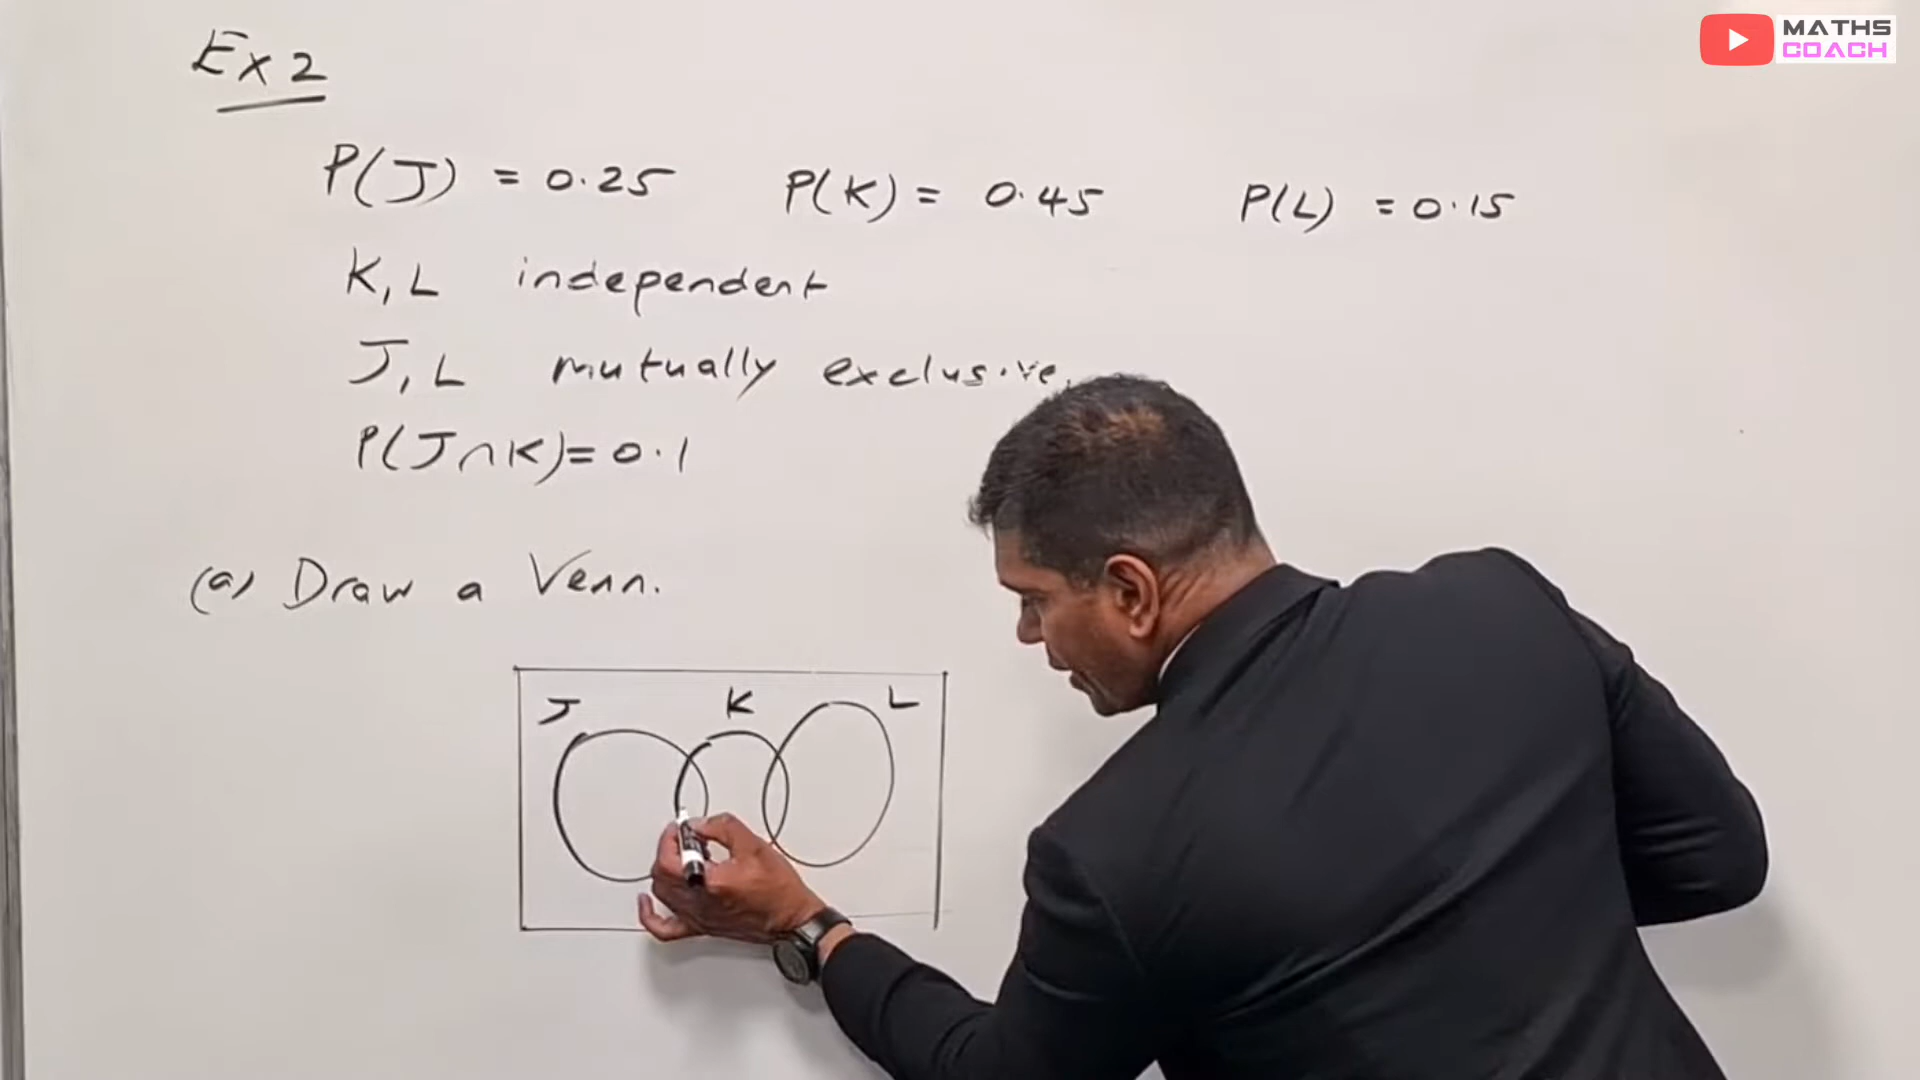 Ex 2
P(J) = 0.25 P(K) = 0.45 P(L) = 0.15
K, L independent
J, L mutually exclusive.
P(J∩K) = 0.1
(a) Draw a Venn.
J K L
MATHS
COACH